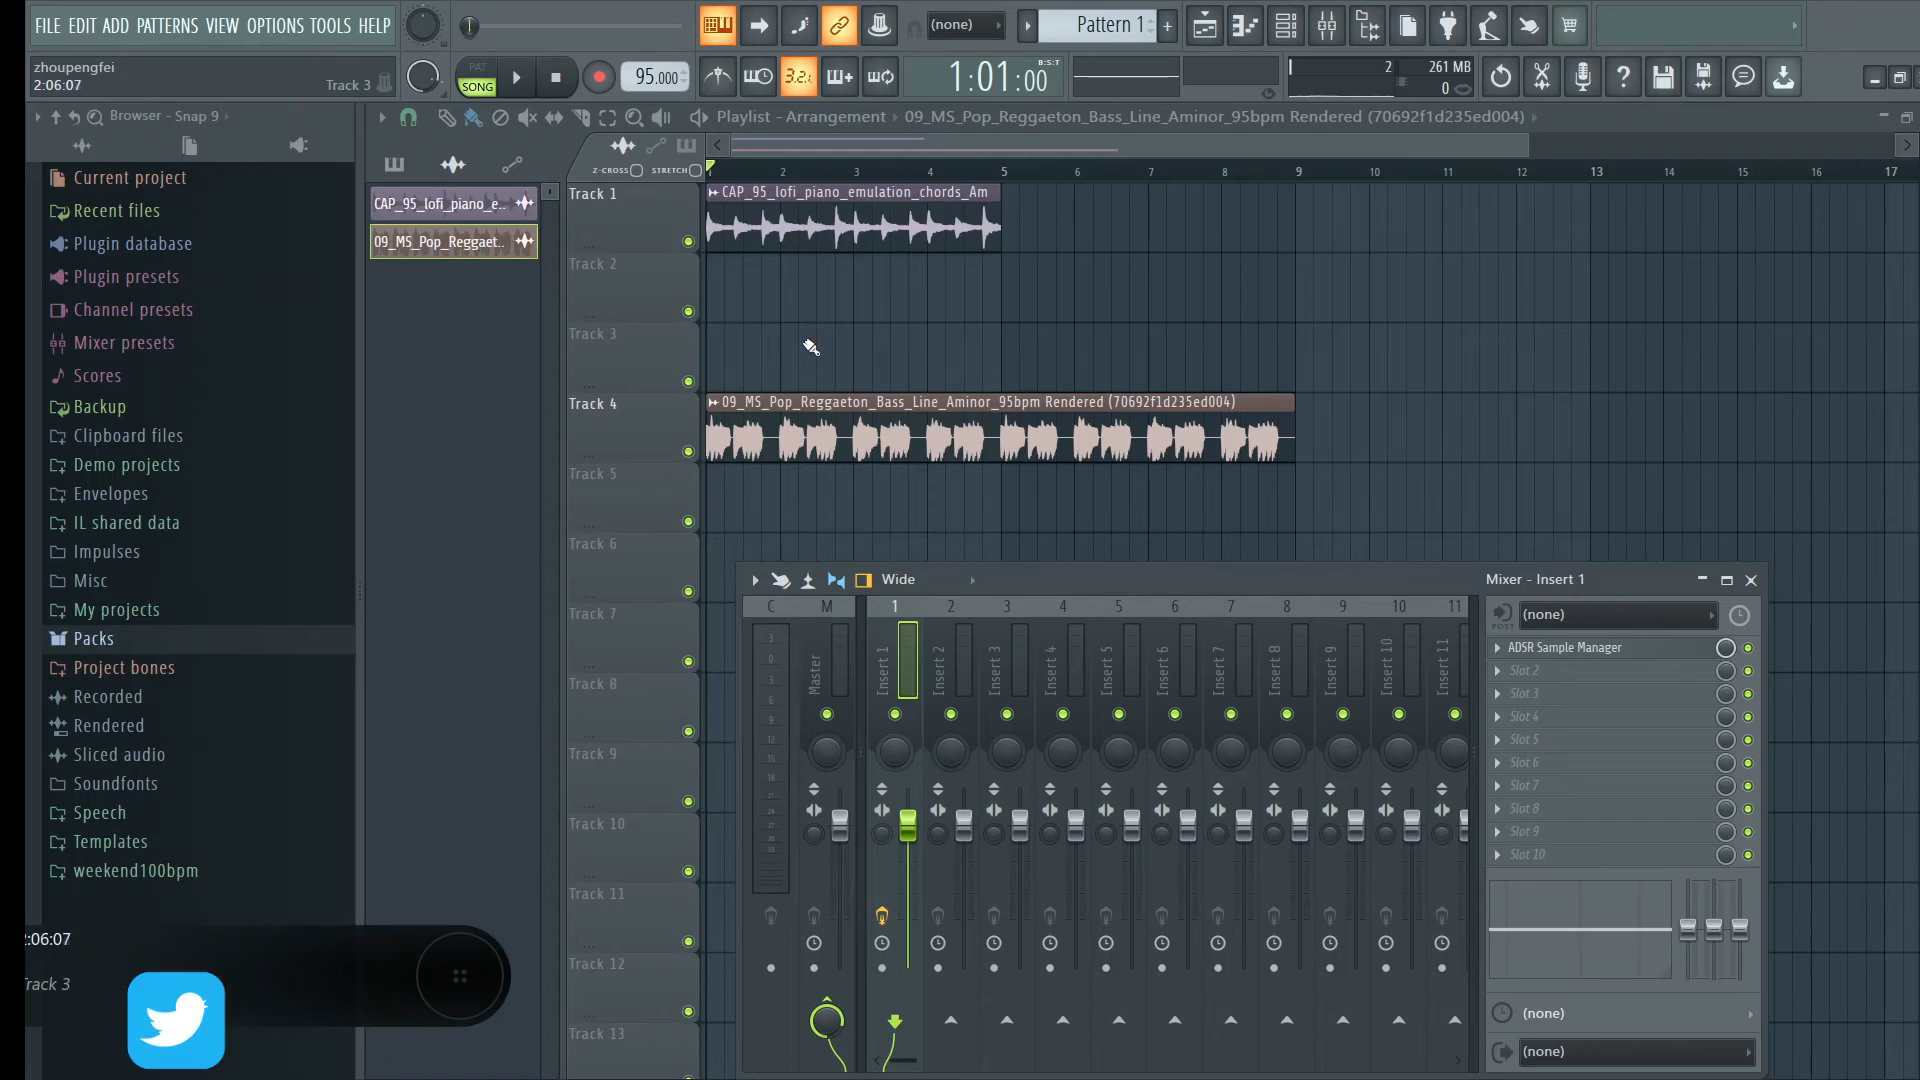 FILE EDIT ADD PATTERNS VIEW OPTIONS TOOLS HELP
(none)
Pattern 1
zhoupengfei
2:06:07
Track 3
PAT
SONG
95.000
3.2.1
B:S:T
1:01:00
2
261 MB
0
Browser - Snap 9
Playlist - Arrangement
09_MS_Pop_Reggaeton_Bass_Line_Aminor_95bpm Rendered (70692f1d235ed004)
Z-CROSS
STRETCH
2 3 4 5 6 7 8 9 10 11 12 13 14 15 16 17
Current project
Recent files
Plugin database
Plugin presets
Channel presets
Mixer presets
Scores
Backup
Clipboard files
Demo projects
Envelopes
IL shared data
Impulses
Misc
My projects
Packs
Project bones
Recorded
Rendered
Sliced audio
Soundfonts
Speech
Templates
weekend100bpm
:06:07
rack 3
CAP_95_lofi_piano_e..
09_MS_Pop_Reggaet..
Track 1
Track 2
Track 3
Track 4
Track 5
Track 6
Track 7
Track 8
Track 9
Track 10
Track 11
Track 12
Track 13
CAP_95_lofi_piano_emulation_chords_Am
09_MS_Pop_Reggaeton_Bass_Line_Aminor_95bpm Rendered (70692f1d235ed004)
Wide
C M 1 2 3 4 5 6 7 8 9 10 11
Master
Insert 1
Insert 2
Insert 3
Insert 4
Insert 5
Insert 6
Insert 7
Insert 8
Insert 9
Insert 10
Insert 11
Mixer - Insert 1
POST
(none)
ADSR Sample Manager
Slot 2
Slot 3
Slot 4
Slot 5
Slot 6
Slot 7
Slot 8
Slot 9
Slot 10
(none)
(none)